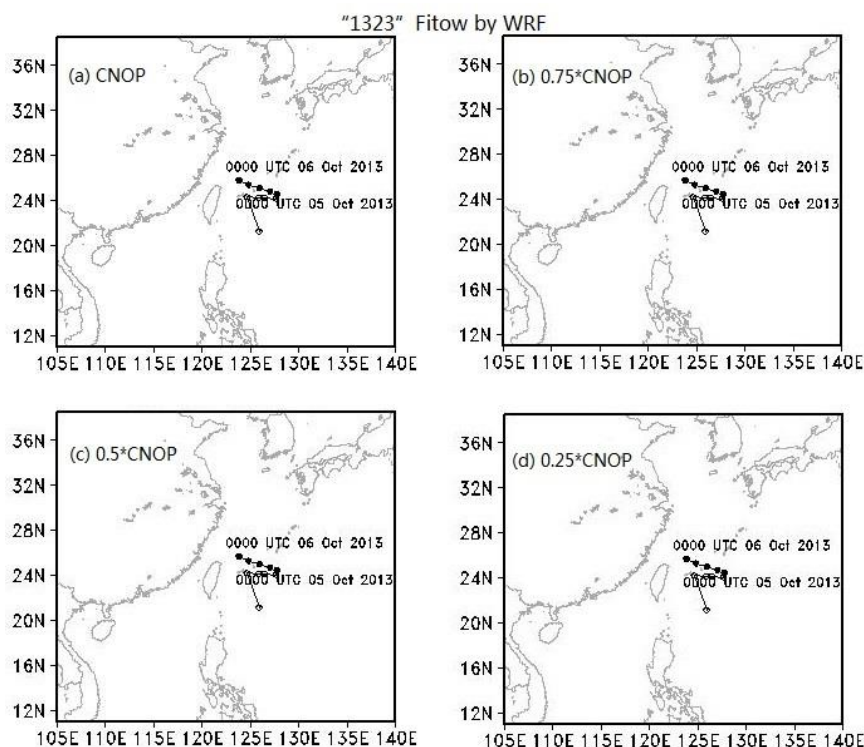 "1323" Fitow by WRF
(a) CNOP
36N
32N
28N
24N
20N
16N
12N
0000 UTC 06 Oct 2013
0000 UTC 05 Oct 2013
105E 110E 115E 120E 125E 130E 135E 140E
(b) 0.75*CNOP
36N
32N
28N
24N
20N
16N
12N
0000 UTC 06 Oct 2013
0000 UTC 05 Oct 2013
105E 110E 115E 120E 125E 130E 135E 140E
(c) 0.5*CNOP
36N
32N
28N
24N
20N
16N
12N
0000 UTC 06 Oct 2013
0000 UTC 05 Oct 2013
105E 110E 115E 120E 125E 130E 135E 140E
(d) 0.25*CNOP
36N
32N
28N
24N
20N
16N
12N
0000 UTC 06 Oct 2013
0000 UTC 05 Oct 2013
105E 110E 115E 120E 125E 130E 135E 140E